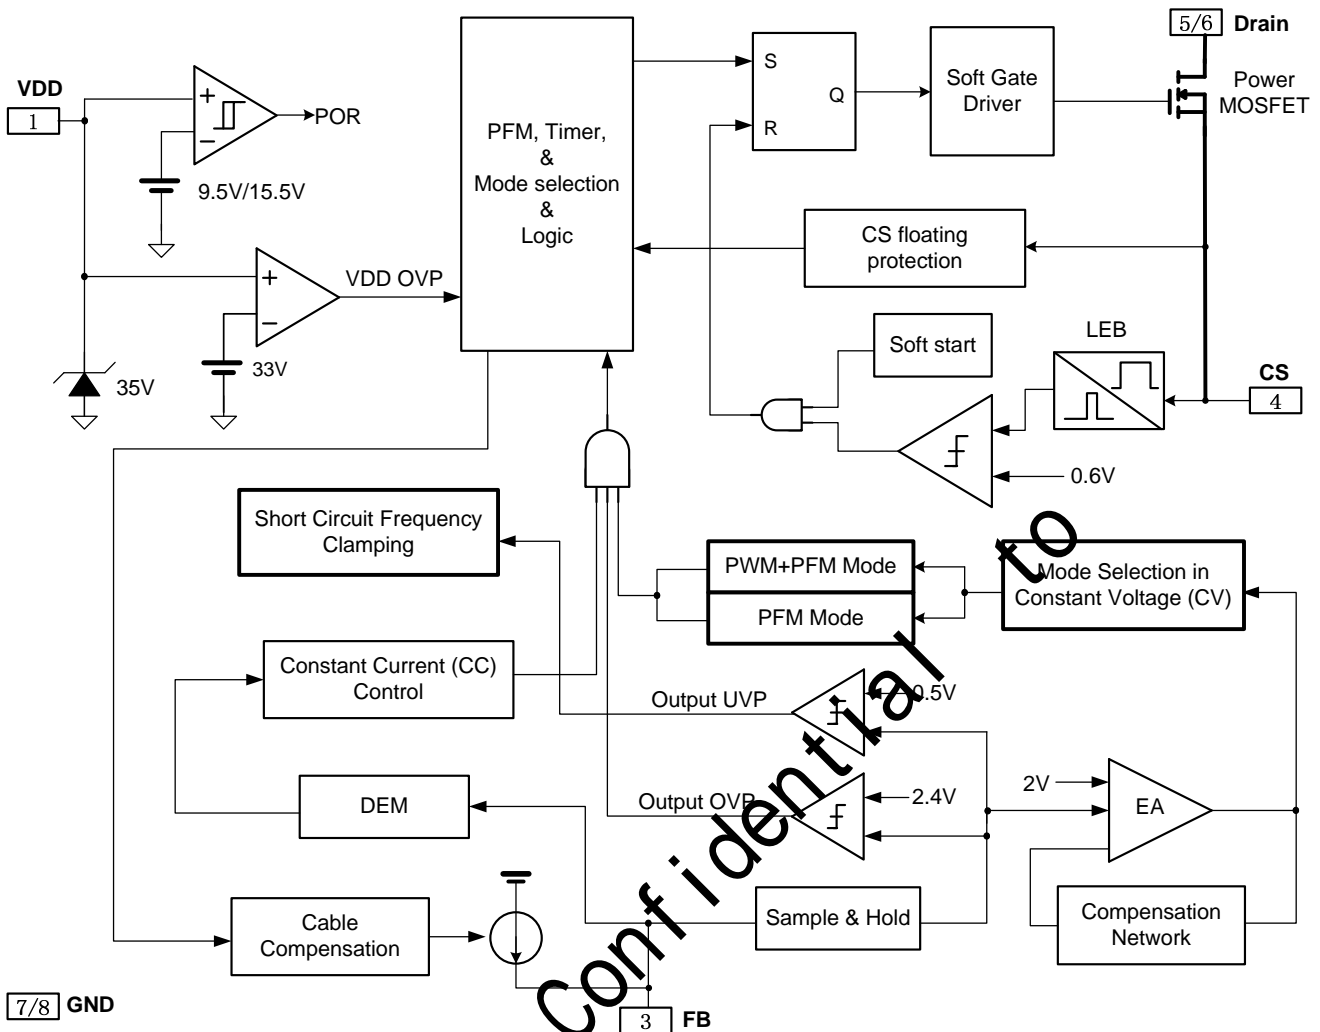 5/6 Drain
VDD
1
+
−
POR
9.5V/15.5V
PFM, Timer,
&
Mode selection
&
Logic
S
R
Q
Soft Gate
Driver
Power
MOSFET
CS floating
protection
+
−
VDD OVP
33V
35V
Soft start
LEB
CS
4
0.6V
Short Circuit Frequency
Clamping
PWM+PFM Mode
PFM Mode
Mode Selection in
Constant Voltage (CV)
Constant Current (CC)
Control
Output UVP
0.5V
DEM
Output OVP
2.4V
2V
EA
Cable
Compensation
Sample & Hold
Compensation
Network
7/8 GND
3 FB
Confidential to